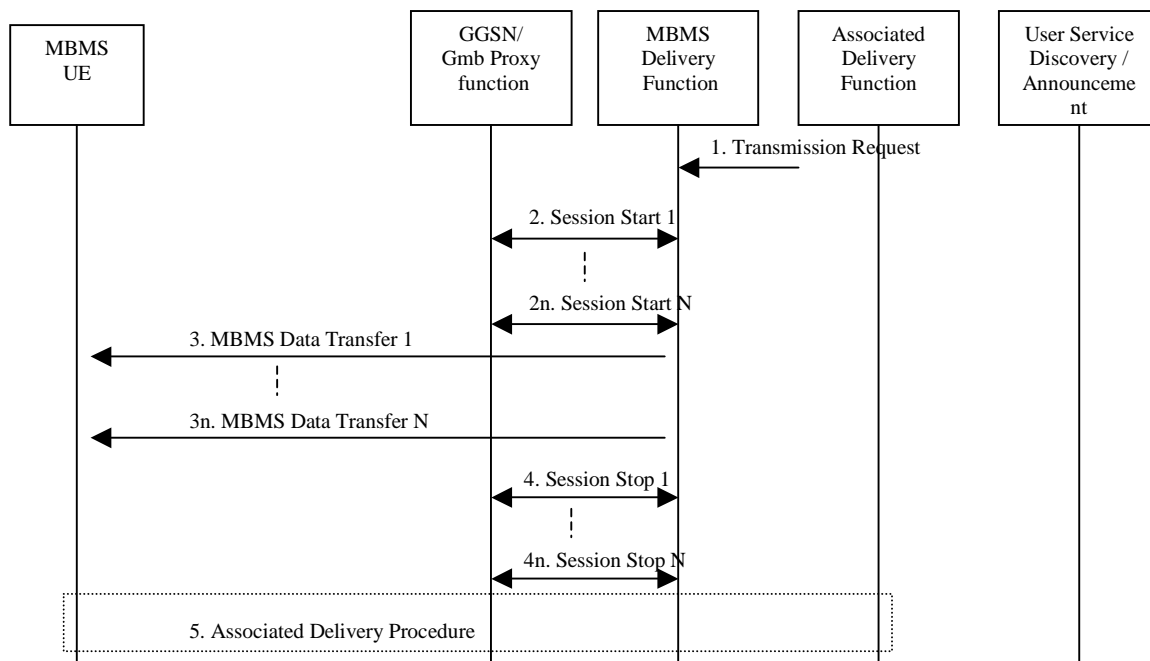 MBMS
UE
GGSN/
Gmb Proxy
function
MBMS
Delivery
Function
Associated
Delivery
Function
User Service
Discovery /
Announceme
nt
1. Transmission Request
2. Session Start 1
2n. Session Start N
3. MBMS Data Transfer 1
3n. MBMS Data Transfer N
4. Session Stop 1
4n. Session Stop N
5. Associated Delivery Procedure